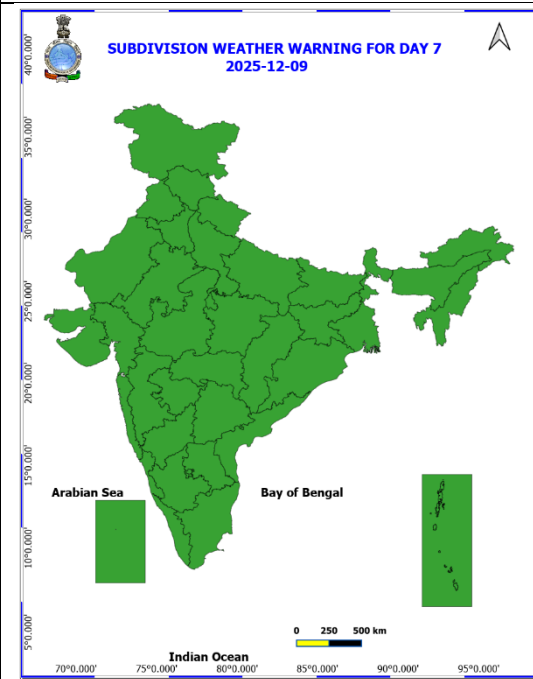 SUBDIVISION WEATHER WARNING FOR DAY 7
2025-12-09
40°0.000'
35°0.000'
30°0.000'
25°0.000'
20°0.000'
15°0.000'
10°0.000'
5°0.000'
Arabian Sea
Bay of Bengal
0 250 500 km
Indian Ocean
70°0.000' 75°0.000' 80°0.000' 85°0.000' 90°0.000' 95°0.000'